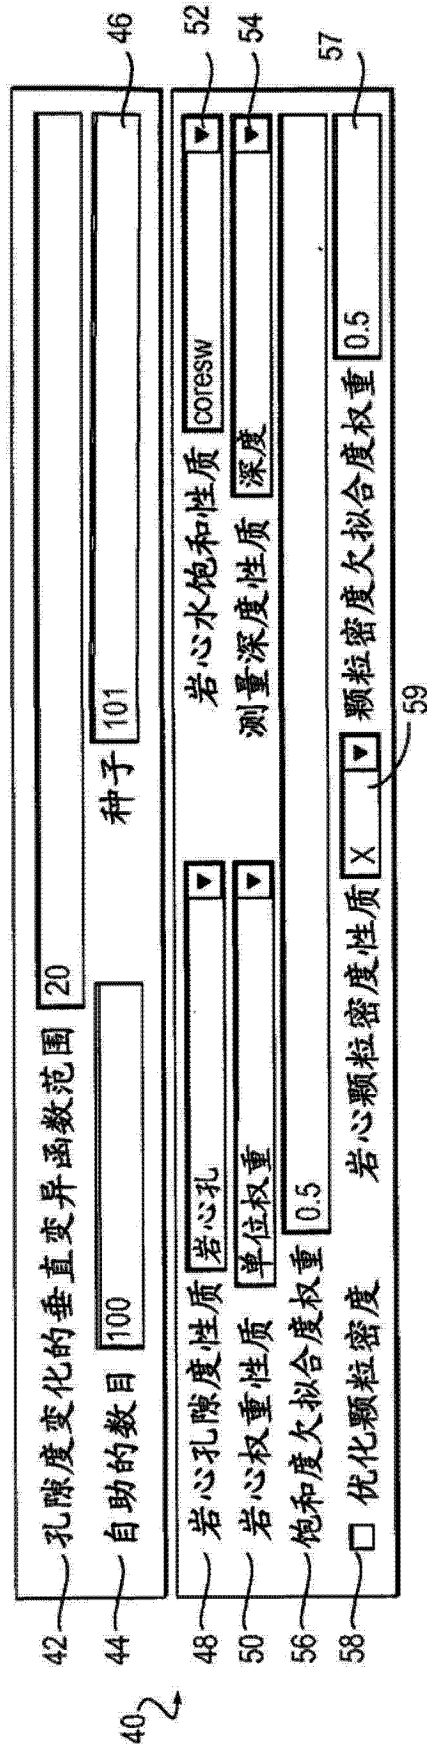 40
42 孔隙度变化的垂直变异函数范围 20
44 自助的数目 100 种子 101 46
48 岩心孔隙度性质 岩心孔 岩心水饱和性质 coresw 52
50 岩心权重性质 单位权重 测量深度性质 深度 54
56 饱和度欠拟合度权重 0.5
58 优化颗粒密度 岩心颗粒密度性质 X 59 颗粒密度欠拟合度权重 0.5 57